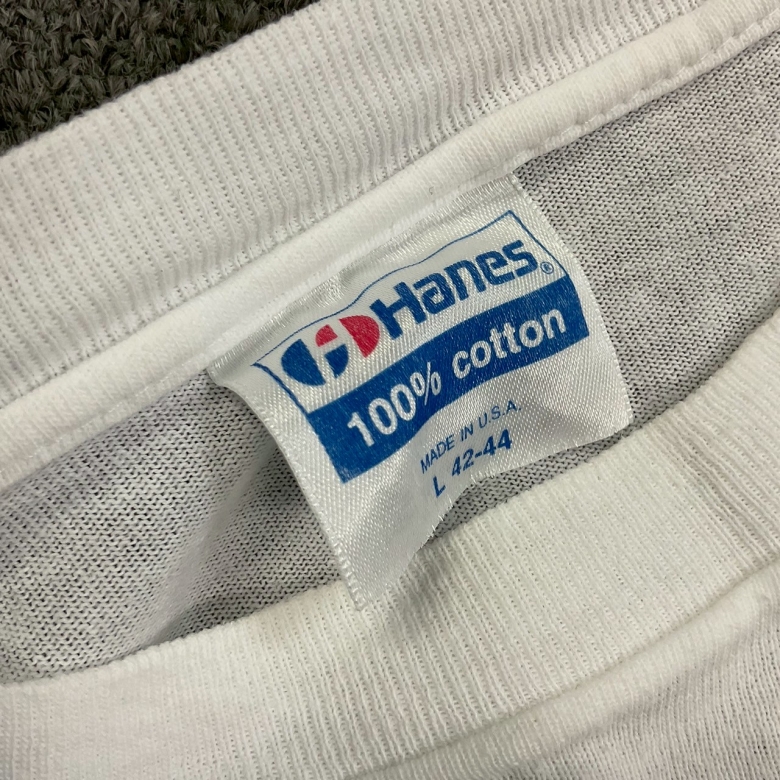 Hanes®
100% cotton
MADE IN U.S.A.
L 42-44